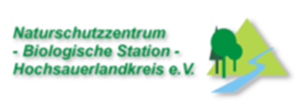 Naturschutzzentrum
- Biologische Station -
Hochsauerlandkreis e.V.